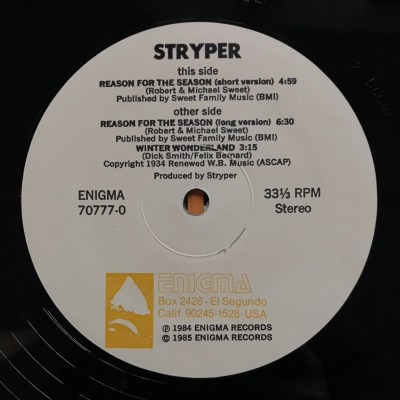 STRYPER
this side
REASON FOR THE SEASON (short version) 4:59
(Robert & Michael Sweet)
Published by Sweet Family Music (BMI)
other side
REASON FOR THE SEASON (long version) 6:30
(Robert & Michael Sweet)
Published by Sweet Family Music (BMI)
WINTER WONDERLAND 3:15
(Dick Smith/Felix Bernard)
Copyright 1934 Renewed W.B. Music (ASCAP)
Produced by Stryper
ENIGMA 33⅓ RPM
70777-0 Stereo
ENIGMA
Box 2428 - El Segundo
Calif. 90245-1528-USA
℗ 1984 ENIGMA RECORDS
© 1985 ENIGMA RECORDS